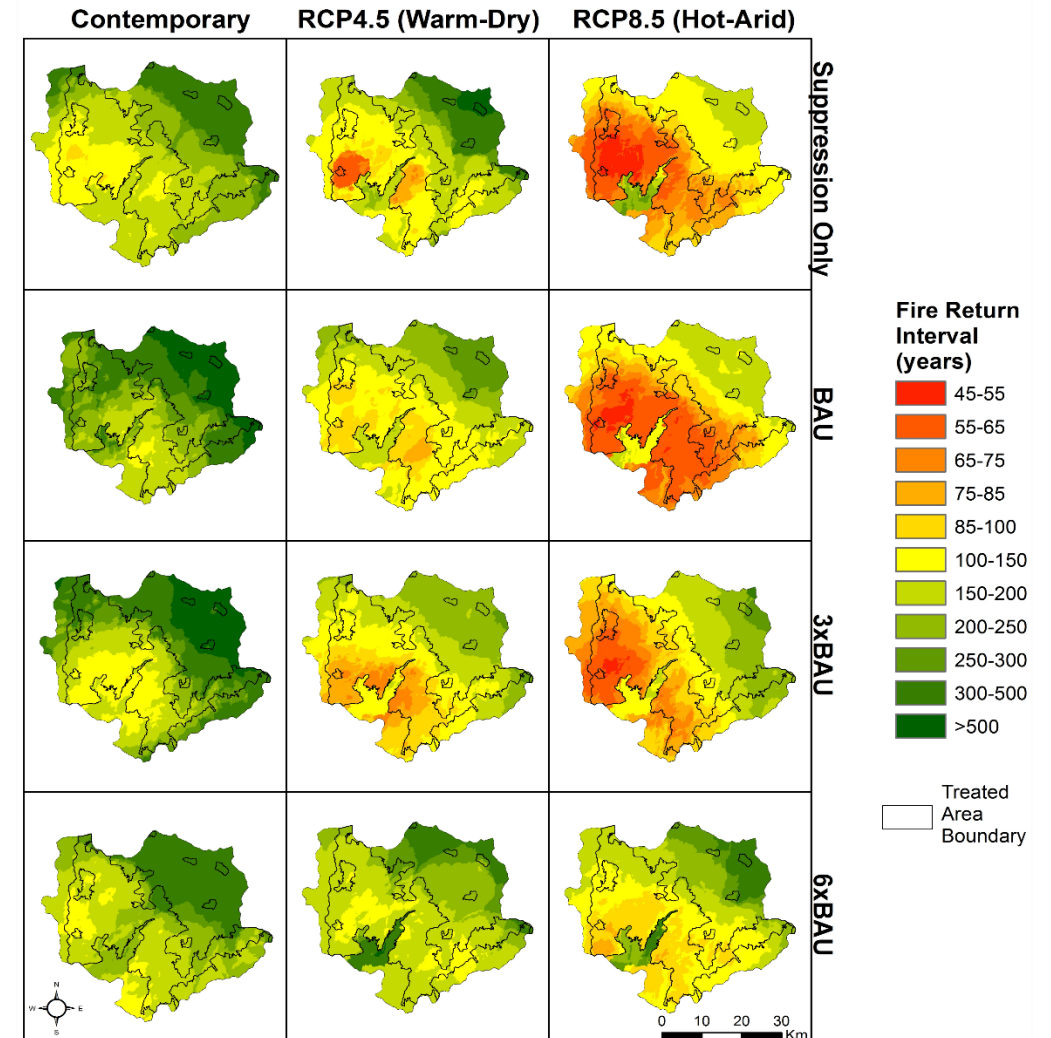 Contemporary
RCP4.5 (Warm-Dry)
RCP8.5 (Hot-Arid)
Suppression Only
BAU
3xBAU
6xBAU
Fire Return
Interval
(years)
45-55
55-65
65-75
75-85
85-100
100-150
150-200
200-250
250-300
300-500
>500
Treated
Area
Boundary
N
W
E
S
0 10 20 30
Km